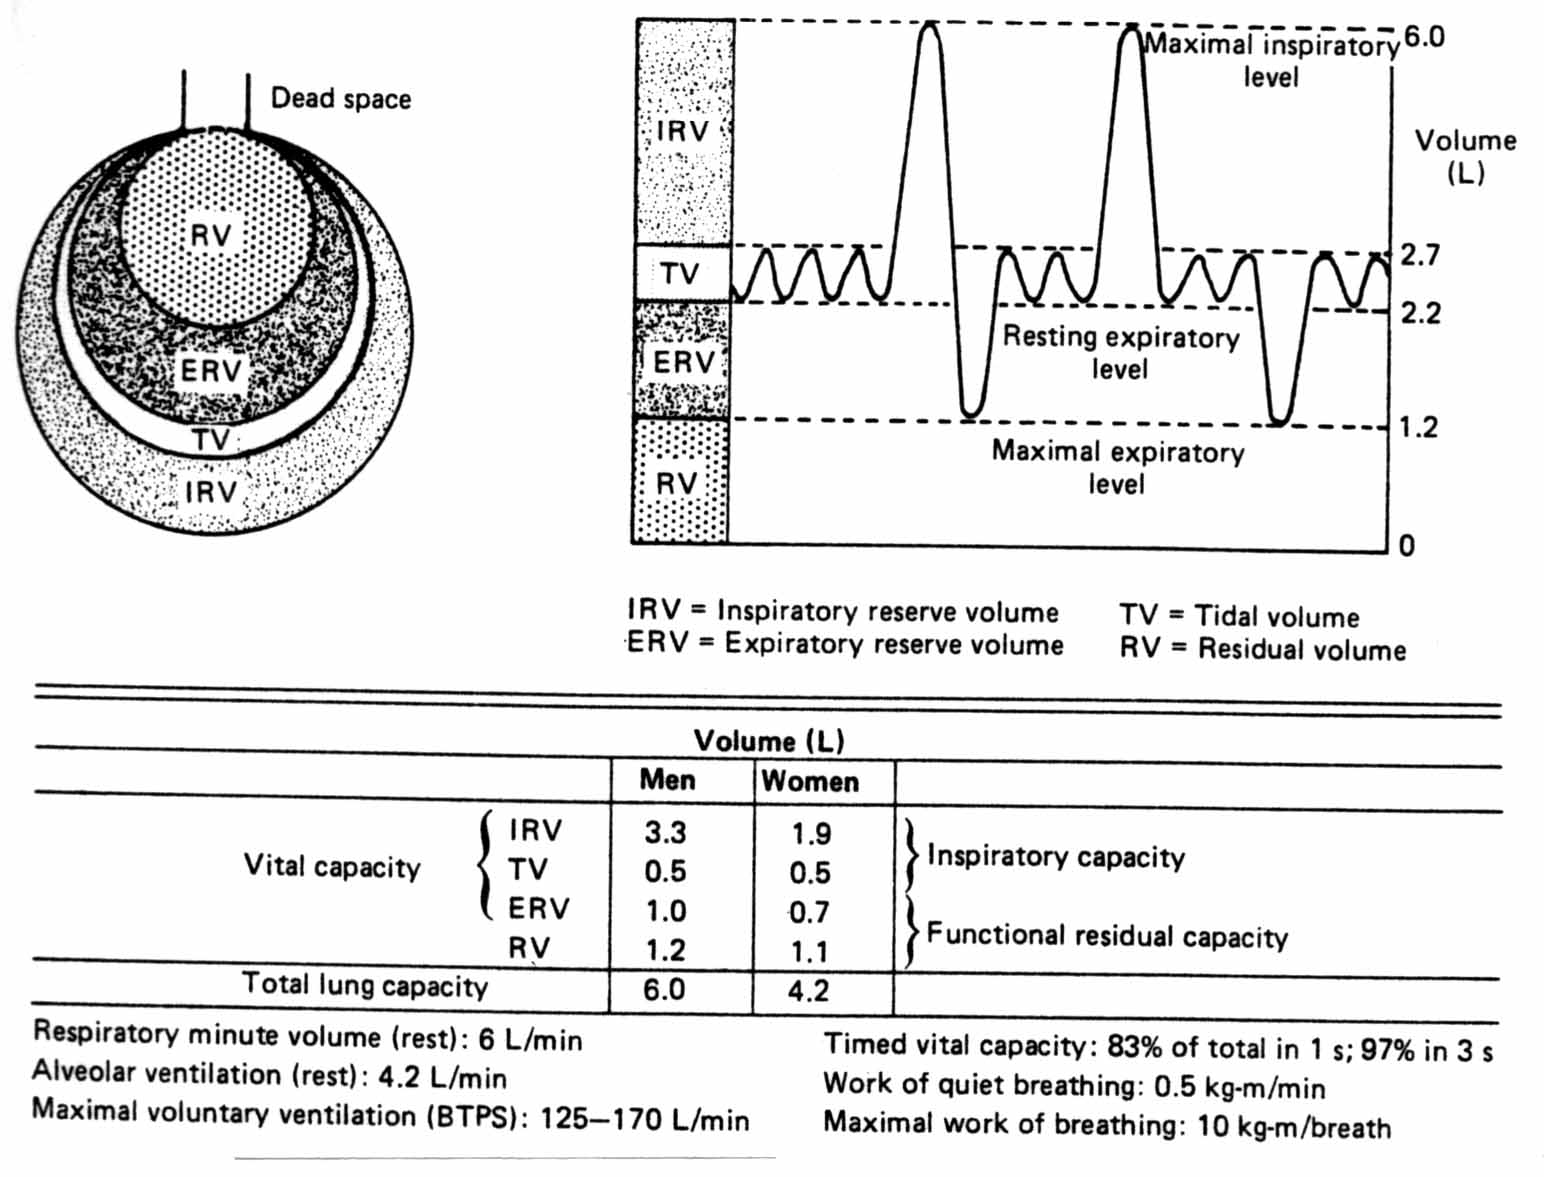 Dead space
RV
ERV
TV
IRV
IRV
TV
ERV
RV
Maximal inspiratory
level
6.0
Volume
(L)
2.7
2.2
Resting expiratory
level
1.2
Maximal expiratory
level
0
IRV = Inspiratory reserve volume TV = Tidal volume
ERV = Expiratory reserve volume RV = Residual volume
Volume (L)
Men Women
IRV 3.3 1.9
Vital capacity TV 0.5 0.5 Inspiratory capacity
ERV 1.0 0.7
RV 1.2 1.1 Functional residual capacity
Total lung capacity 6.0 4.2
Respiratory minute volume (rest): 6 L/min
Alveolar ventilation (rest): 4.2 L/min
Maximal voluntary ventilation (BTPS): 125–170 L/min
Timed vital capacity: 83% of total in 1 s; 97% in 3 s
Work of quiet breathing: 0.5 kg-m/min
Maximal work of breathing: 10 kg-m/breath